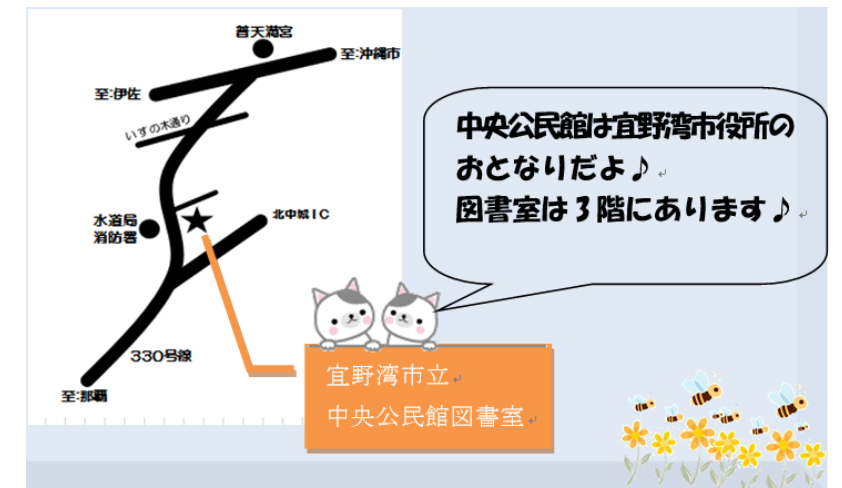 普天満宮
至:沖縄市
至:伊佐
いすの木通り
北中城IC
水道局
消防署
330号線
至:那覇
中央公民館は宜野湾市役所の
おとなりだよ♪
図書室は3階にあります♪
宜野湾市立
中央公民館図書室